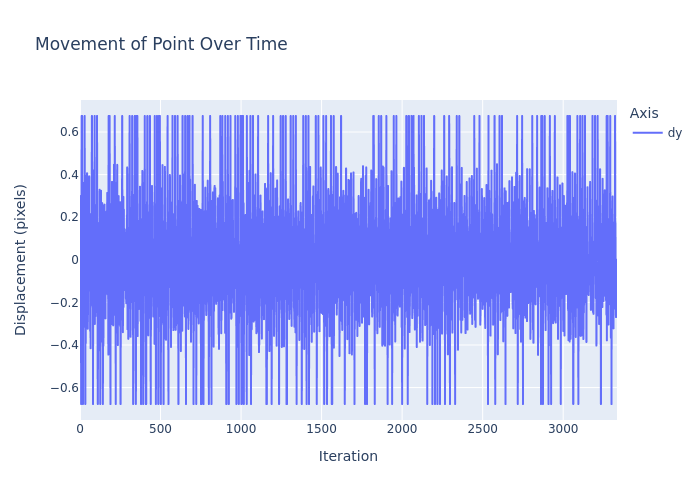 Movement of Point Over Time
Axis
dy
Displacement (pixels)
0.6
0.4
0.2
0
−0.2
−0.4
−0.6
0 500 1000 1500 2000 2500 3000
Iteration